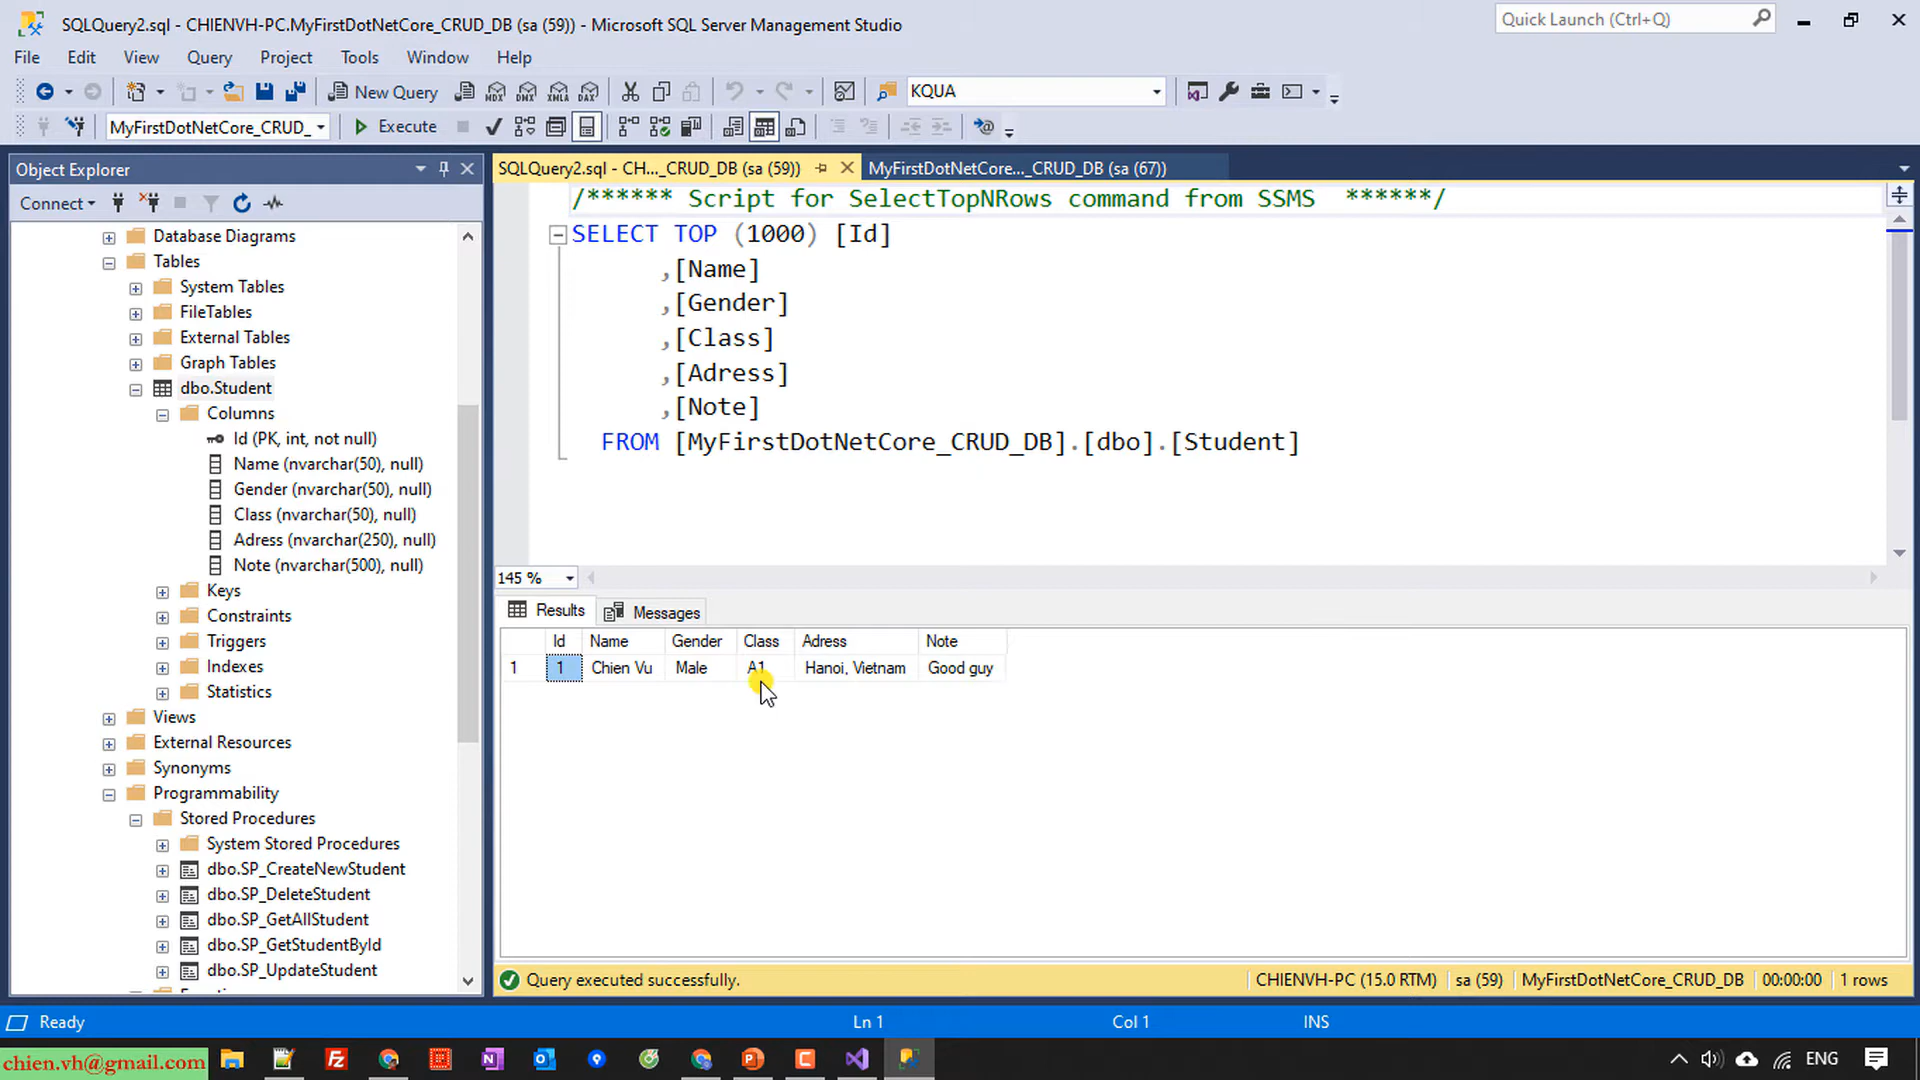 SQLQuery2.sql - CHIENVH-PC.MyFirstDotNetCore_CRUD_DB (sa (59)) - Microsoft SQL Server Management Studio
Quick Launch (Ctrl+Q)
File Edit View Query Project Tools Window Help
New Query
KQUA
MyFirstDotNetCore_CRUD_
Execute
Object Explorer
SQLQuery2.sql - CH..._CRUD_DB (sa (59))
MyFirstDotNetCore..._CRUD_DB (sa (67))
Connect
Database Diagrams
Tables
System Tables
FileTables
External Tables
Graph Tables
dbo.Student
Columns
Id (PK, int, not null)
Name (nvarchar(50), null)
Gender (nvarchar(50), null)
Class (nvarchar(50), null)
Adress (nvarchar(250), null)
Note (nvarchar(500), null)
Keys
Constraints
Triggers
Indexes
Statistics
Views
External Resources
Synonyms
Programmability
Stored Procedures
System Stored Procedures
dbo.SP_CreateNewStudent
dbo.SP_DeleteStudent
dbo.SP_GetAllStudent
dbo.SP_GetStudentById
dbo.SP_UpdateStudent
/****** Script for SelectTopNRows command from SSMS ******/
SELECT TOP (1000) [Id]
,[Name]
,[Gender]
,[Class]
,[Adress]
,[Note]
FROM [MyFirstDotNetCore_CRUD_DB].[dbo].[Student]
145 %
Results Messages
Id Name Gender Class Adress Note
1 1 Chien Vu Male A1 Hanoi, Vietnam Good guy
Query executed successfully.
CHIENVH-PC (15.0 RTM) sa (59) MyFirstDotNetCore_CRUD_DB 00:00:00 1 rows
Ready Ln 1 Col 1 INS
chien.vh@gmail.com
ENG